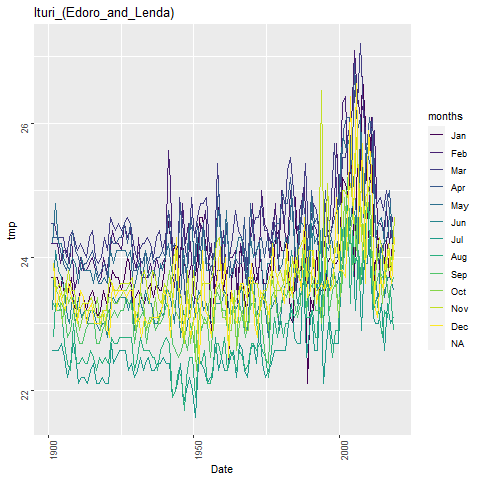 Ituri_(Edoro_and_Lenda)
tmp
26
24
22
1900
1950
2000
Date
months
Jan
Feb
Mar
Apr
May
Jun
Jul
Aug
Sep
Oct
Nov
Dec
NA